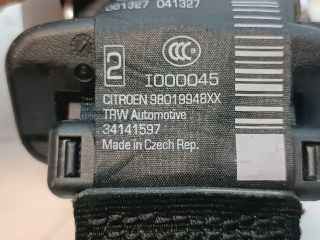 061327 041327
CCC
2
I000045
CITROEN 98019948XX
TRW Automotive
34141597
Made in Czech Rep.